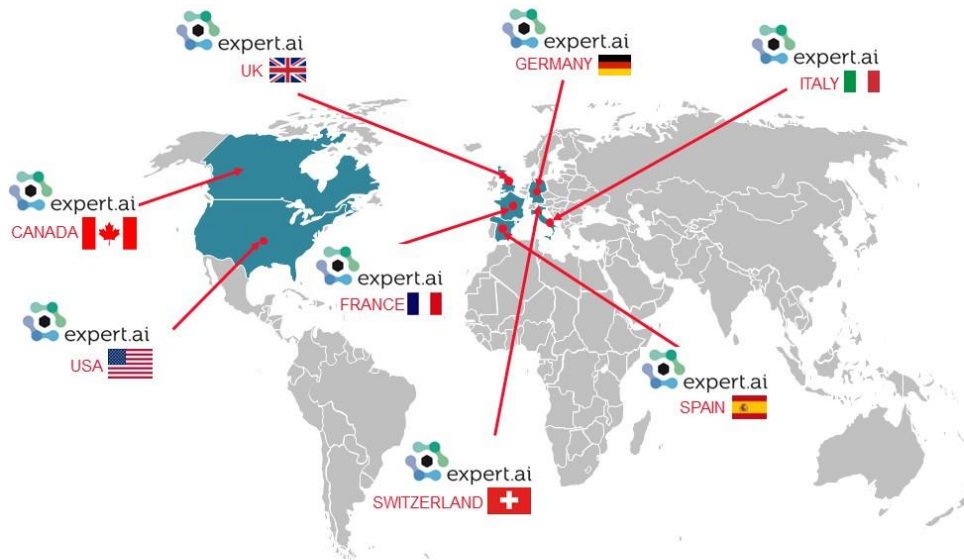 expert.ai
UK
expert.ai
GERMANY
expert.ai
ITALY
expert.ai
CANADA
expert.ai
FRANCE
expert.ai
USA
expert.ai
SPAIN
expert.ai
SWITZERLAND